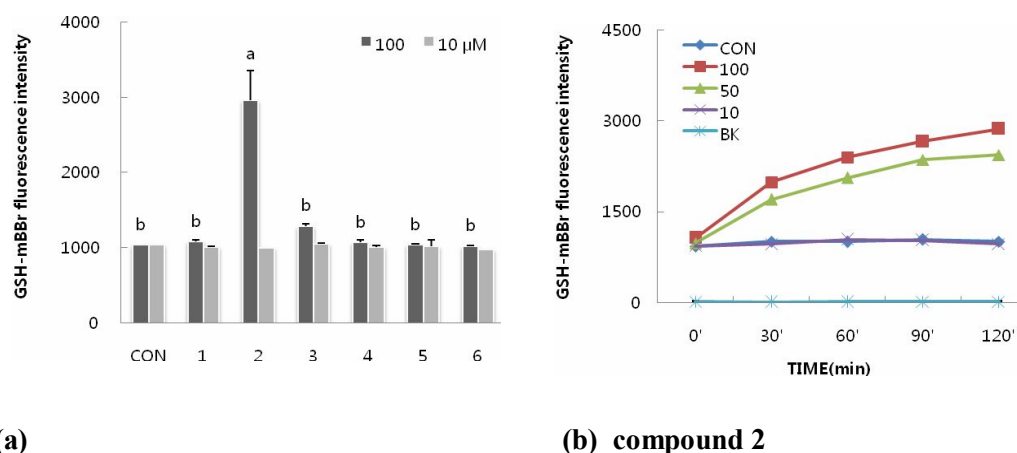 4000
3000
2000
1000
0
GSH-mBBr fluorescence intensity
100 10 μM
a
b b b b b b
CON 1 2 3 4 5 6
4500
3000
1500
0
GSH-mBBr fluorescence intensity
CON
100
50
10
BK
0' 30' 60' 90' 120'
TIME(min)
(a)
(b) compound 2